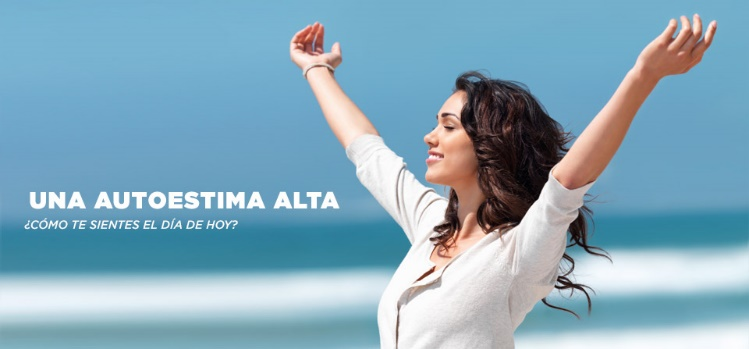 UNA AUTOESTIMA ALTA
¿CÓMO TE SIENTES EL DÍA DE HOY?